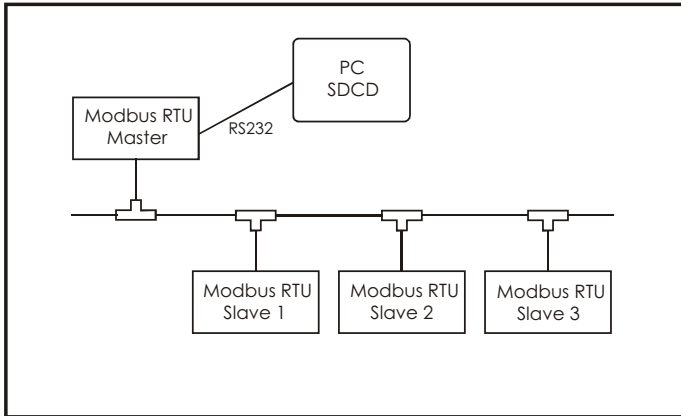 PC
SDCD
Modbus RTU
Master
RS232
Modbus RTU
Slave 1
Modbus RTU
Slave 2
Modbus RTU
Slave 3